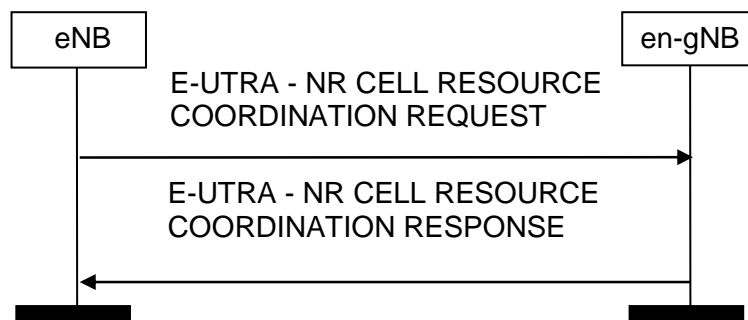 eNB
en-gNB
E-UTRA - NR CELL RESOURCE
COORDINATION REQUEST
E-UTRA - NR CELL RESOURCE
COORDINATION RESPONSE